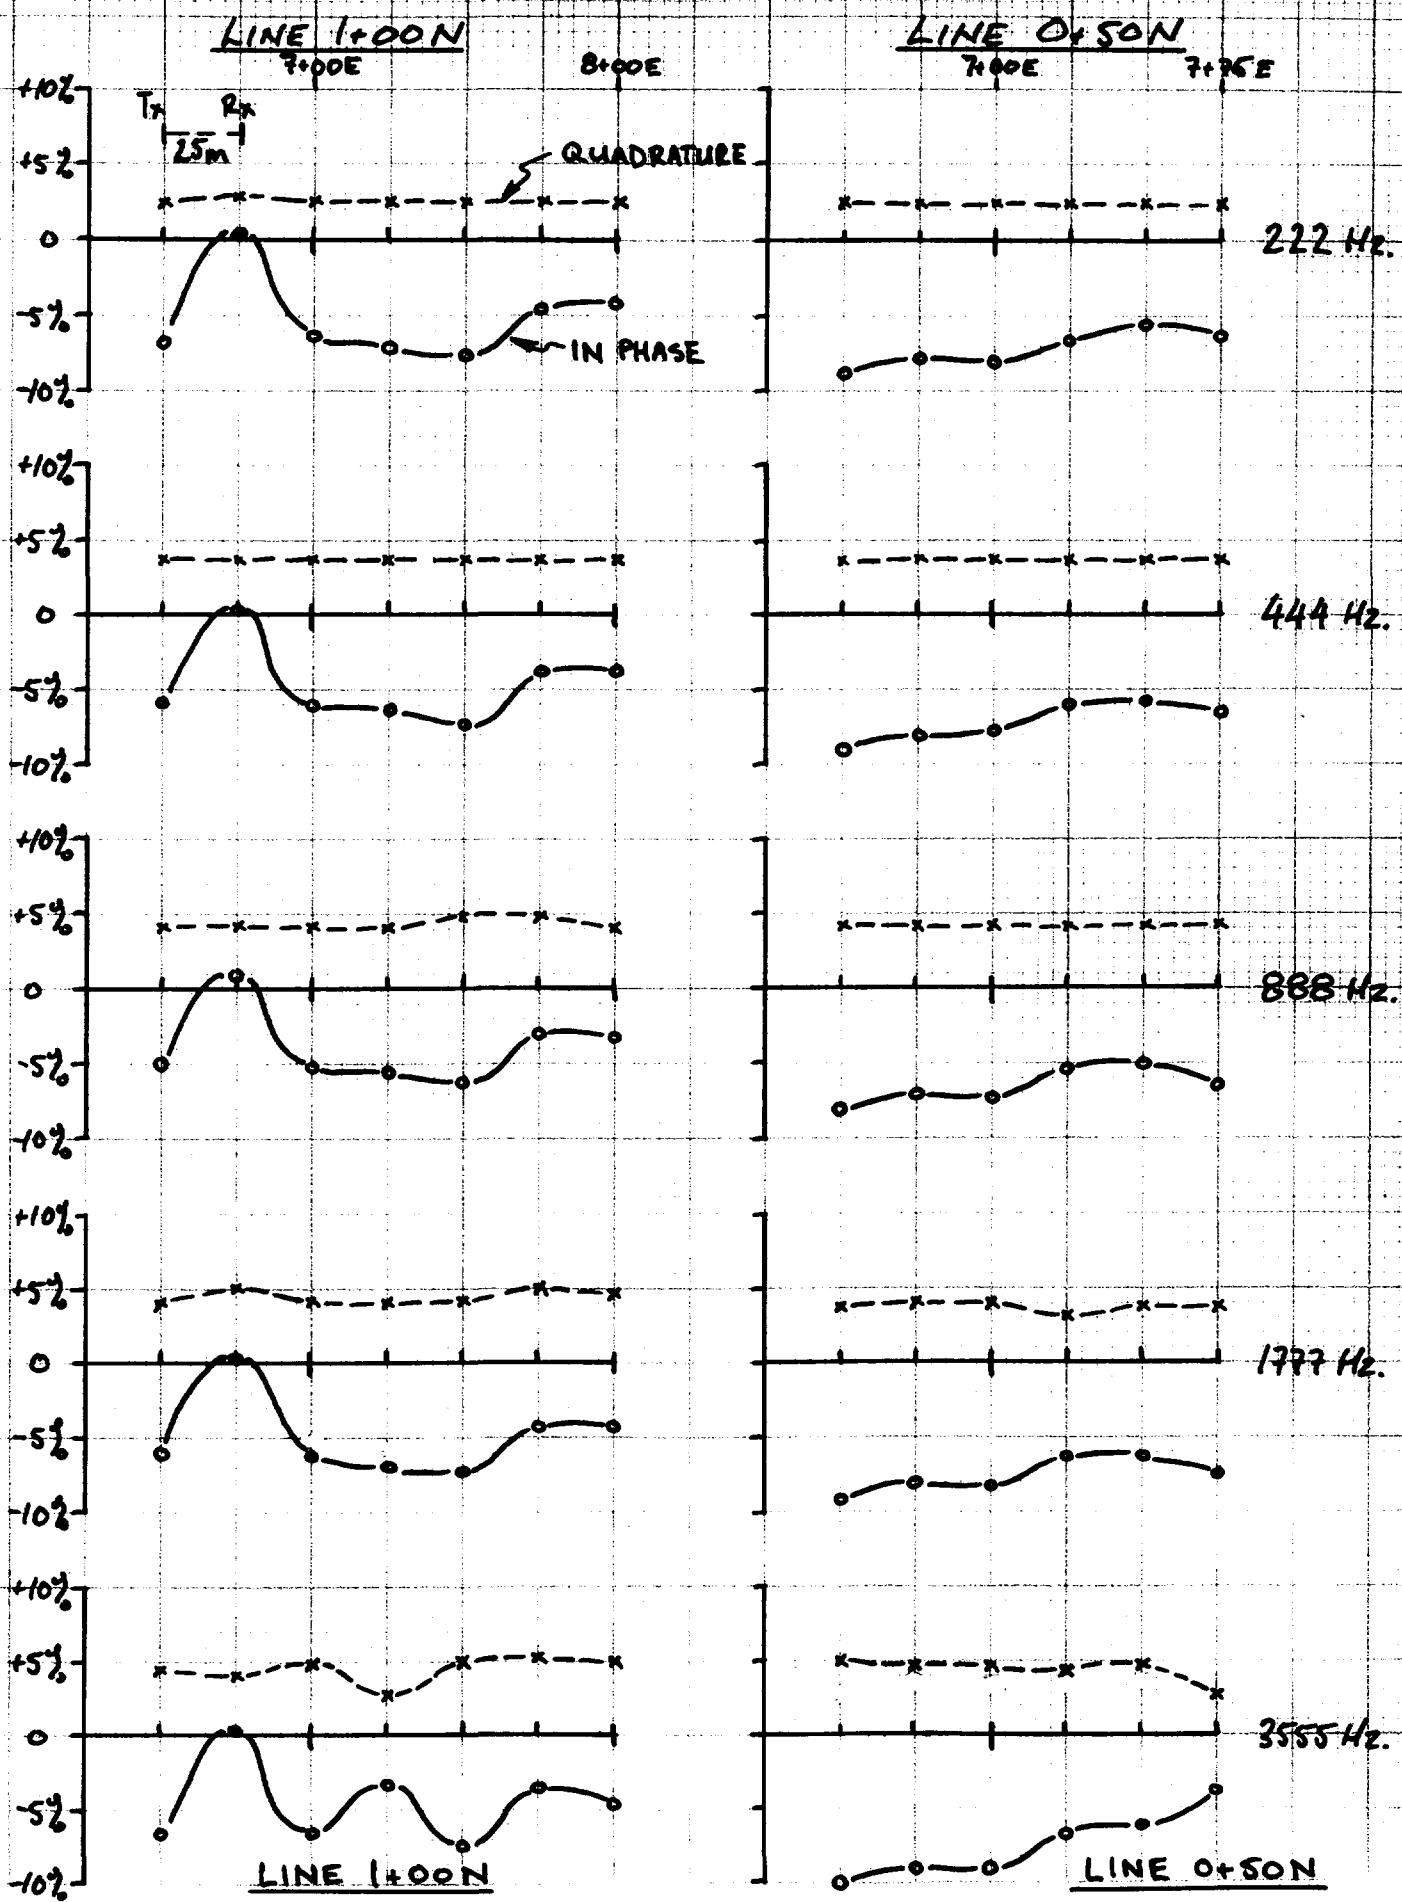 LINE 1+00N
LINE 0+50N
7+00E
8+00E
7+00E
7+75E
+10%
Tx
Rx
25m
+5%
QUADRATURE
0
222 Hz.
-5%
IN PHASE
-10%
+10%
+5%
0
444 Hz.
-5%
-10%
+10%
+5%
0
888 Hz.
-5%
-10%
+10%
+5%
0
1777 Hz.
-5%
-10%
+10%
+5%
0
3555 Hz.
-5%
-10%
LINE 1+00N
LINE 0+50N